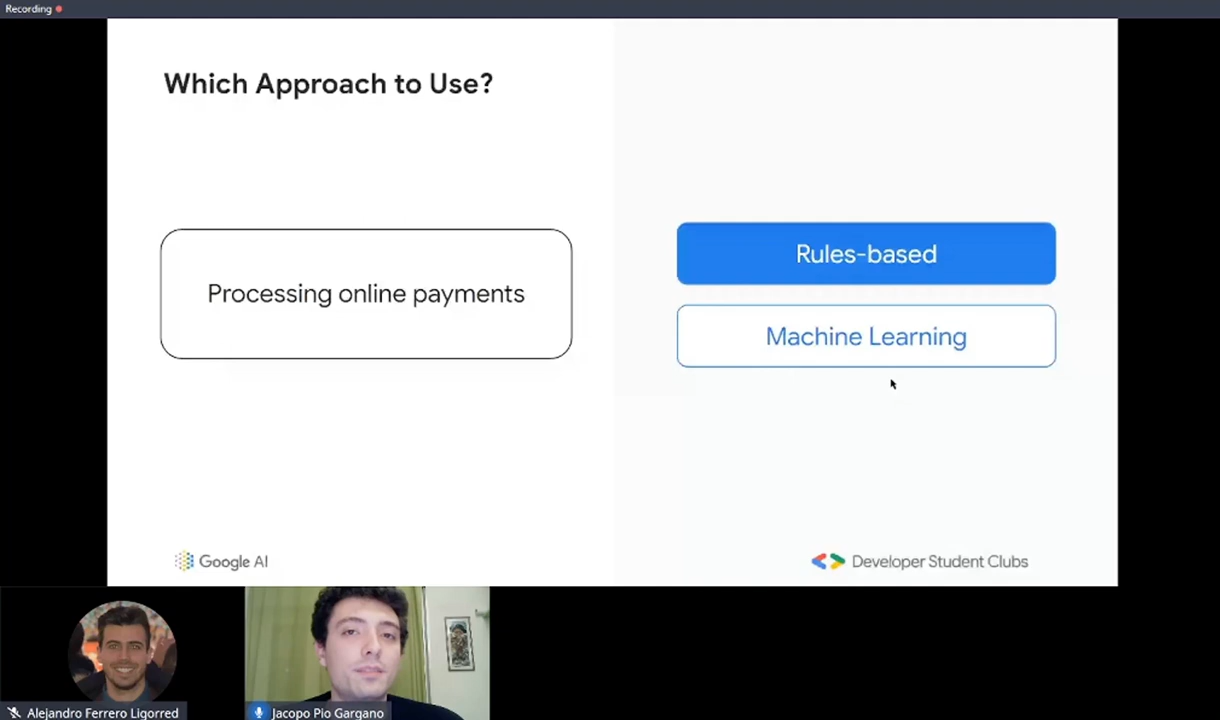 Recording
Which Approach to Use?
Processing online payments
Rules-based
Machine Learning
Google AI
Developer Student Clubs
Alejandro Ferrero Ligorred
Jacopo Pio Gargano